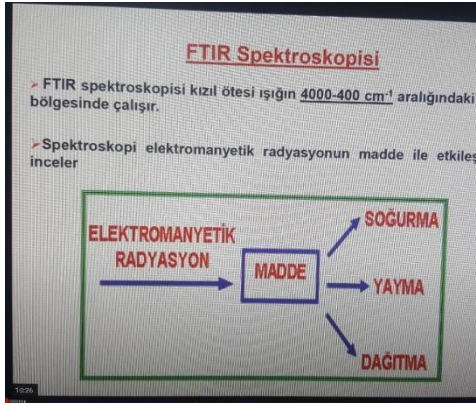 FTIR Spektroskopisi
➢ FTIR spektroskopisi kızıl ötesi ışığın 4000-400 cm⁻¹ aralığındaki
bölgesinde çalışır.
➢ Spektroskopi elektromanyetik radyasyonun madde ile
inceler
ELEKTROMANYETİK
RADYASYON
MADDE
SOĞURMA
YAYMA
DAĞITMA
10:26